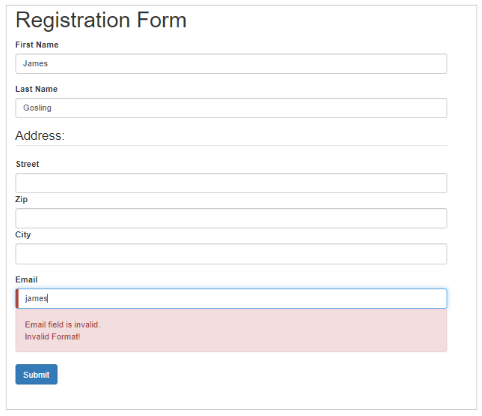 Registration Form
First Name
James
Last Name
Gosling
Address:
Street
Zip
City
Email
james
Email field is invalid.
Invalid Format!
Submit